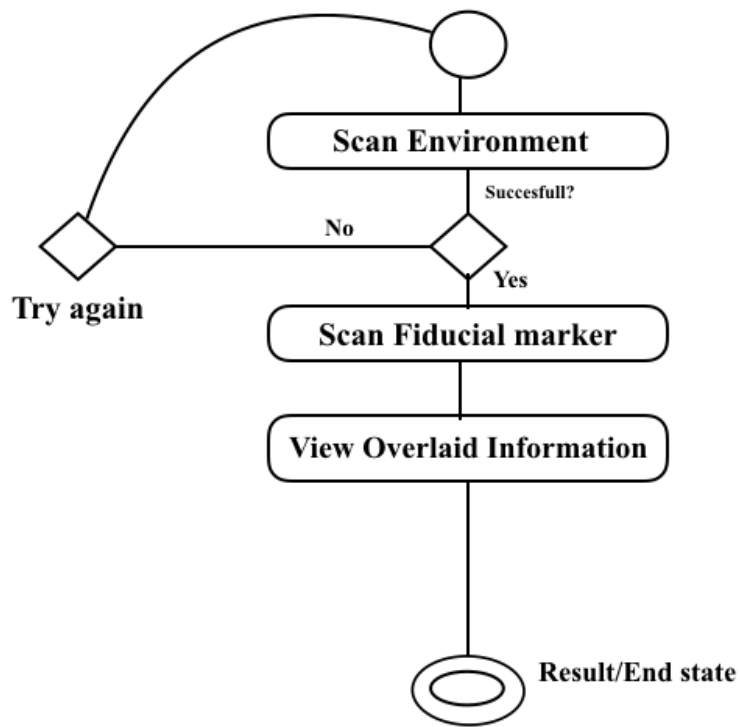 Scan Environment
Succesfull?
No
Yes
Try again
Scan Fiducial marker
View Overlaid Information
Result/End state